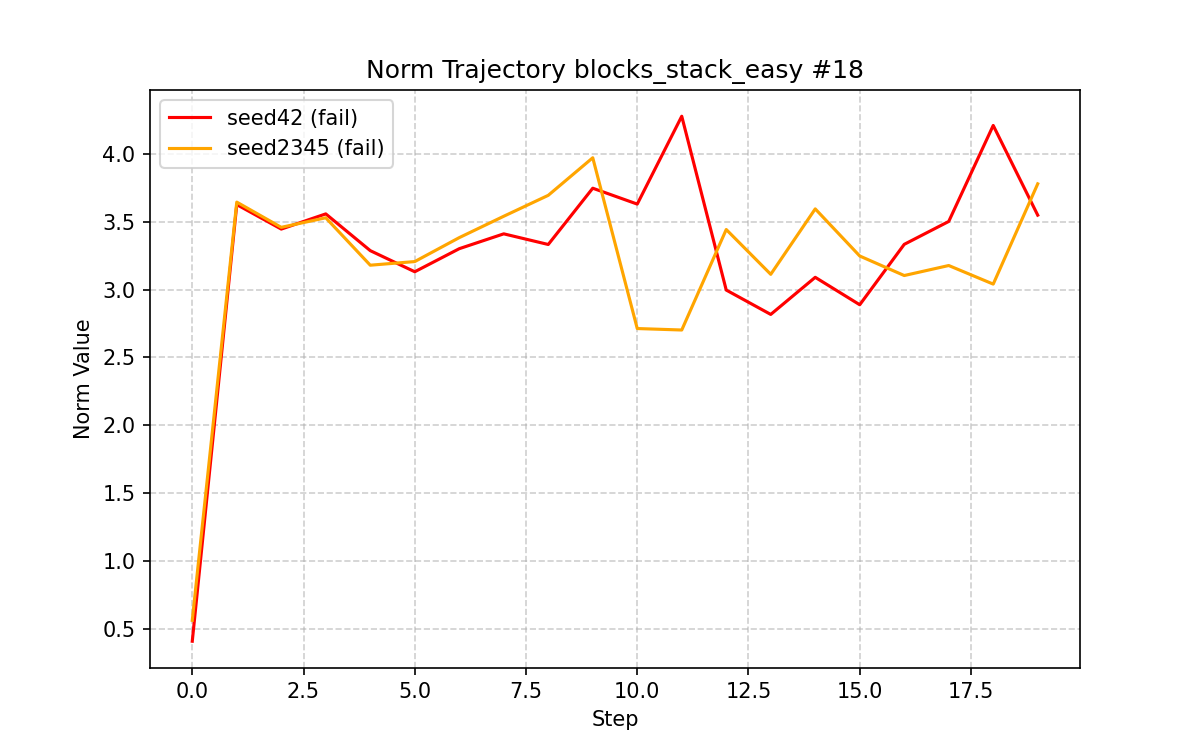 Norm Trajectory blocks_stack_easy #18
seed42 (fail)
seed2345 (fail)
Norm Value
4.0
3.5
3.0
2.5
2.0
1.5
1.0
0.5
0.0 2.5 5.0 7.5 10.0 12.5 15.0 17.5
Step